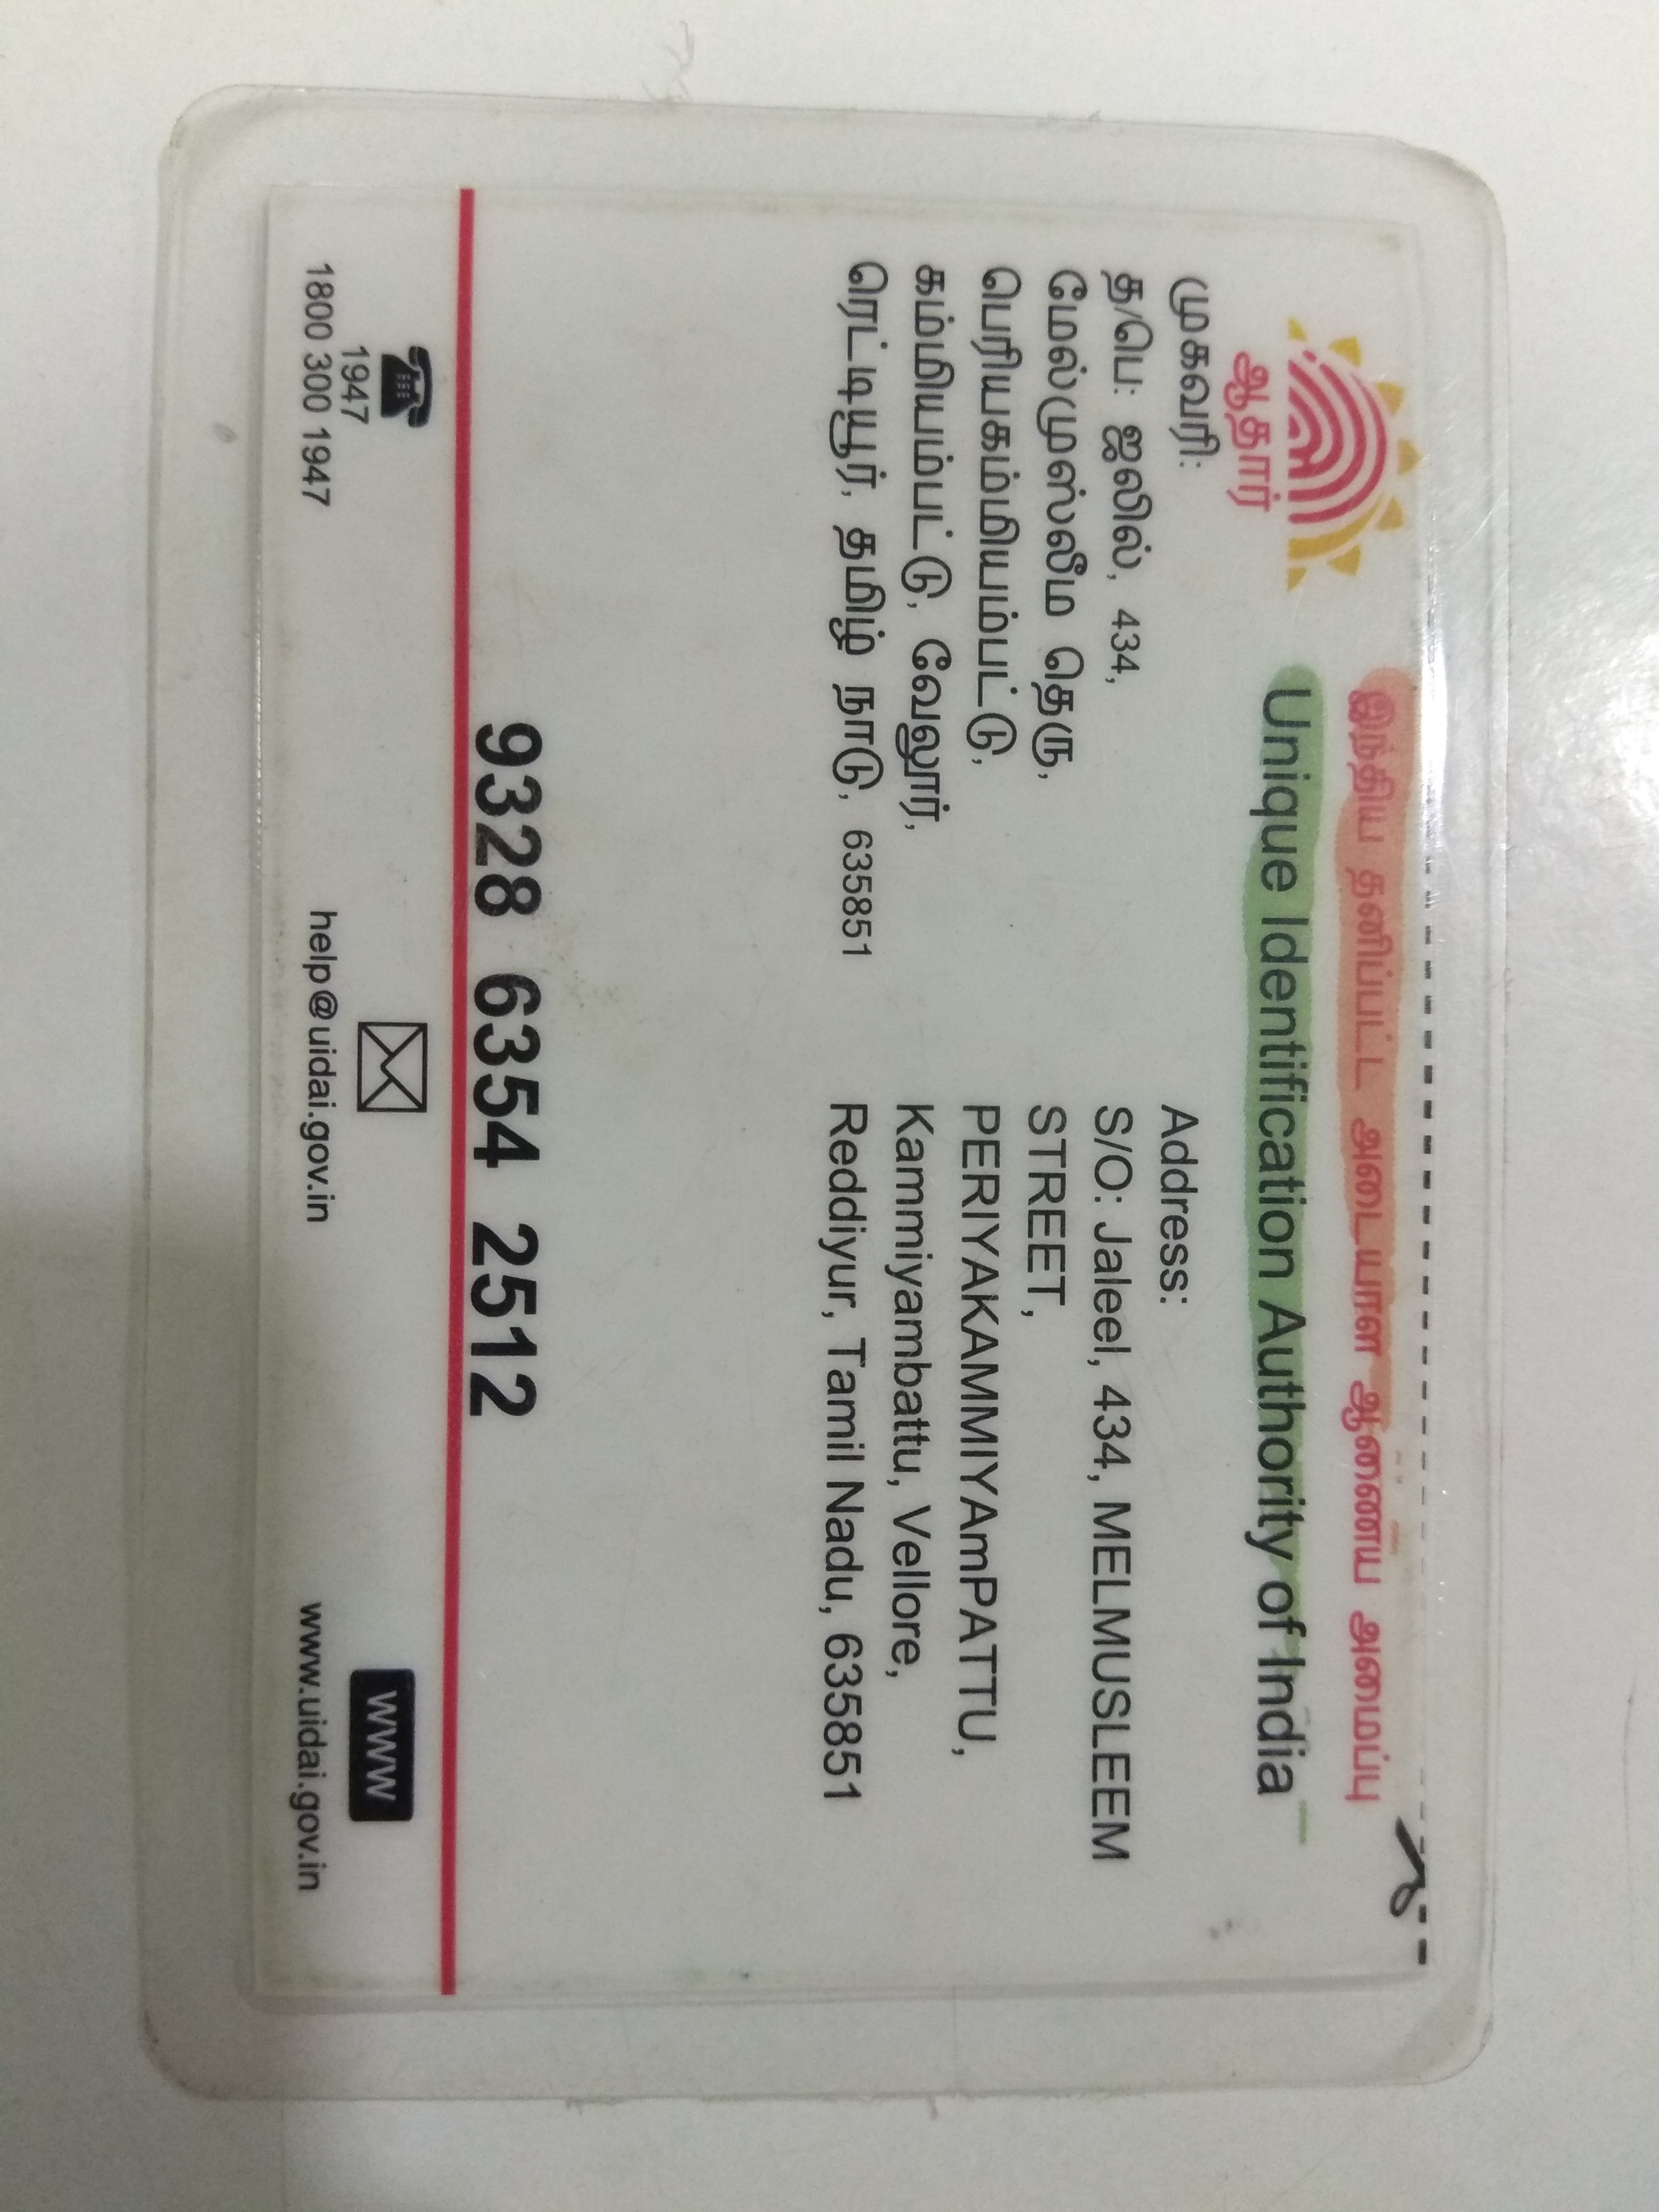 இந்திய தனிப்பட்ட அடையாள ஆணைய அமைப்பு
Unique Identification Authority of India
ஆதார்
முகவரி:
த/பெ: ஜலில், 434,
மேல்முஸ்லீம தெரு,
பெரியகம்மியம்பட்டு,
கம்மியம்பட்டு, வேலூர்,
ரெட்டியூர், தமிழ் நாடு, 635851
Address:
S/O: Jaleel, 434, MELMUSLEEM
STREET,
PERIYAKAMMIYAmPATTU,
Kammiyambattu, Vellore,
Reddiyur, Tamil Nadu, 635851
9328 6354 2512
1947
1800 300 1947
help@uidai.gov.in
WWW
www.uidai.gov.in